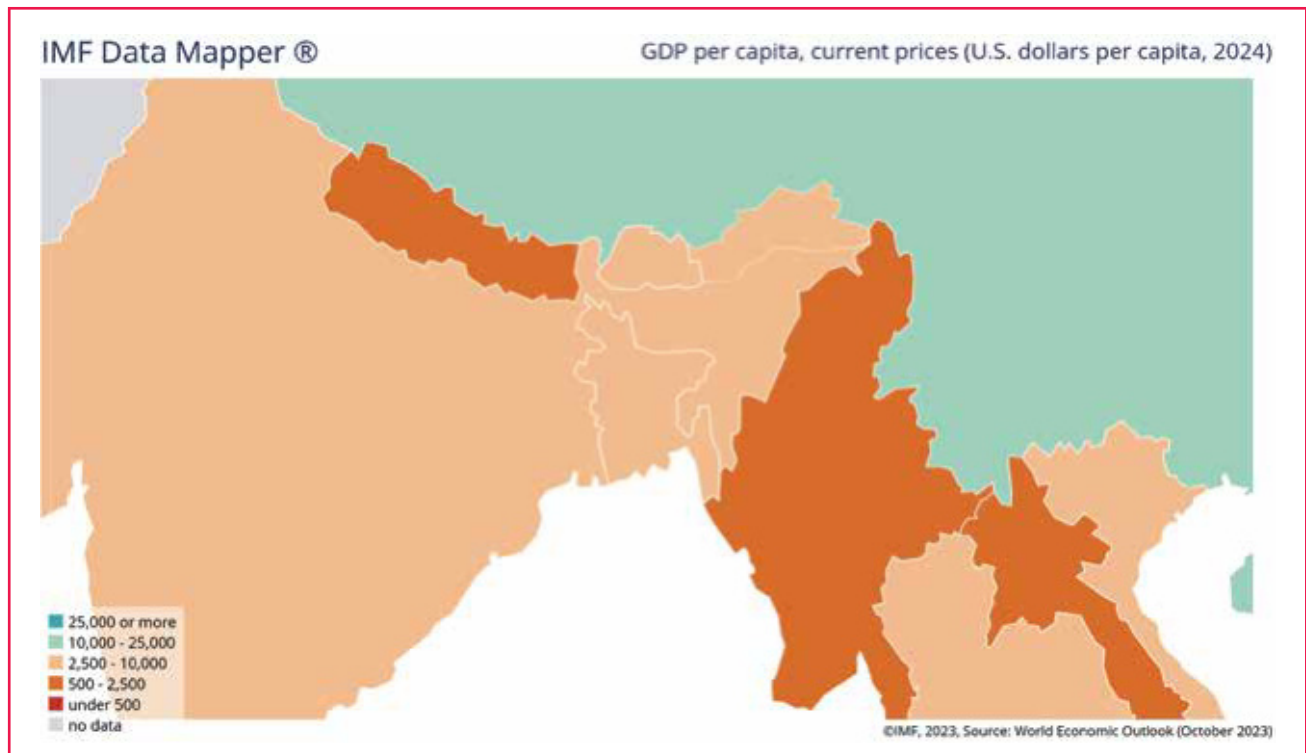 IMF Data Mapper ®
GDP per capita, current prices (U.S. dollars per capita, 2024)
25,000 or more
10,000 - 25,000
2,500 - 10,000
500 - 2,500
under 500
no data
©IMF, 2023, Source: World Economic Outlook (October 2023)